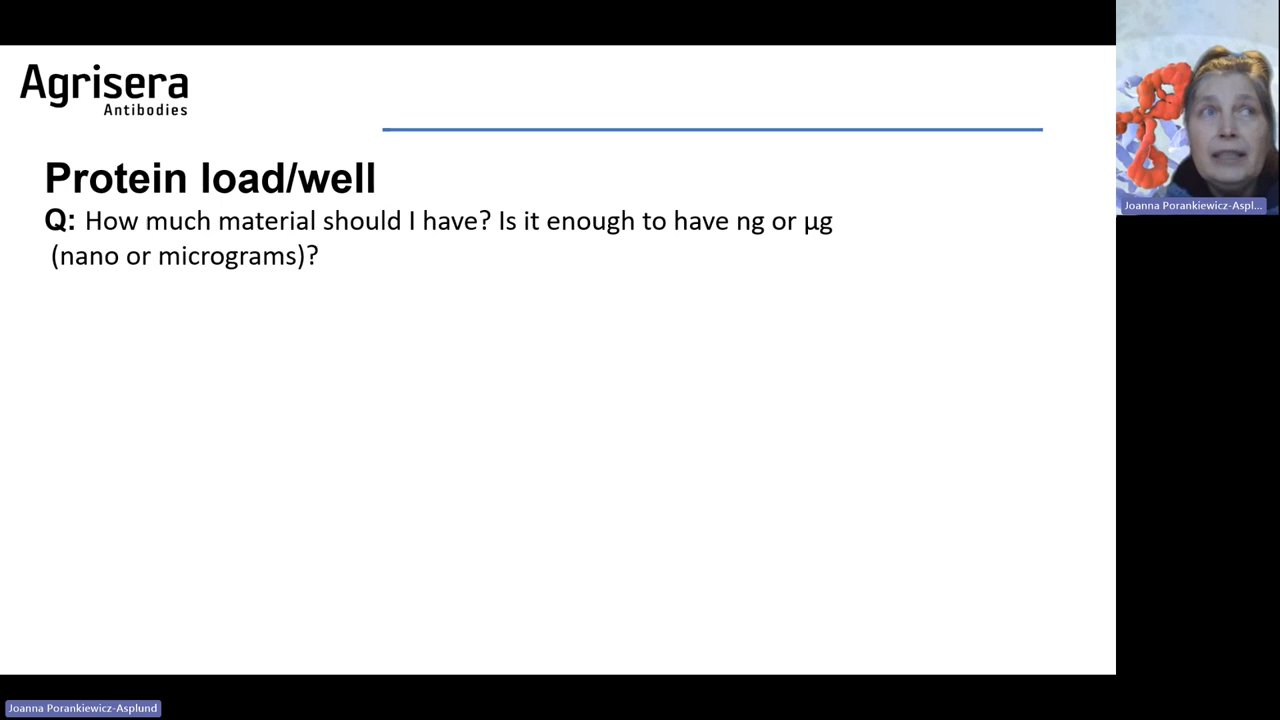 Agrisera
Antibodies
Protein load/well
Q: How much material should I have? Is it enough to have ng or µg
(nano or micrograms)?
Joanna Porankiewicz-Aspl...
Joanna Porankiewicz-Asplund